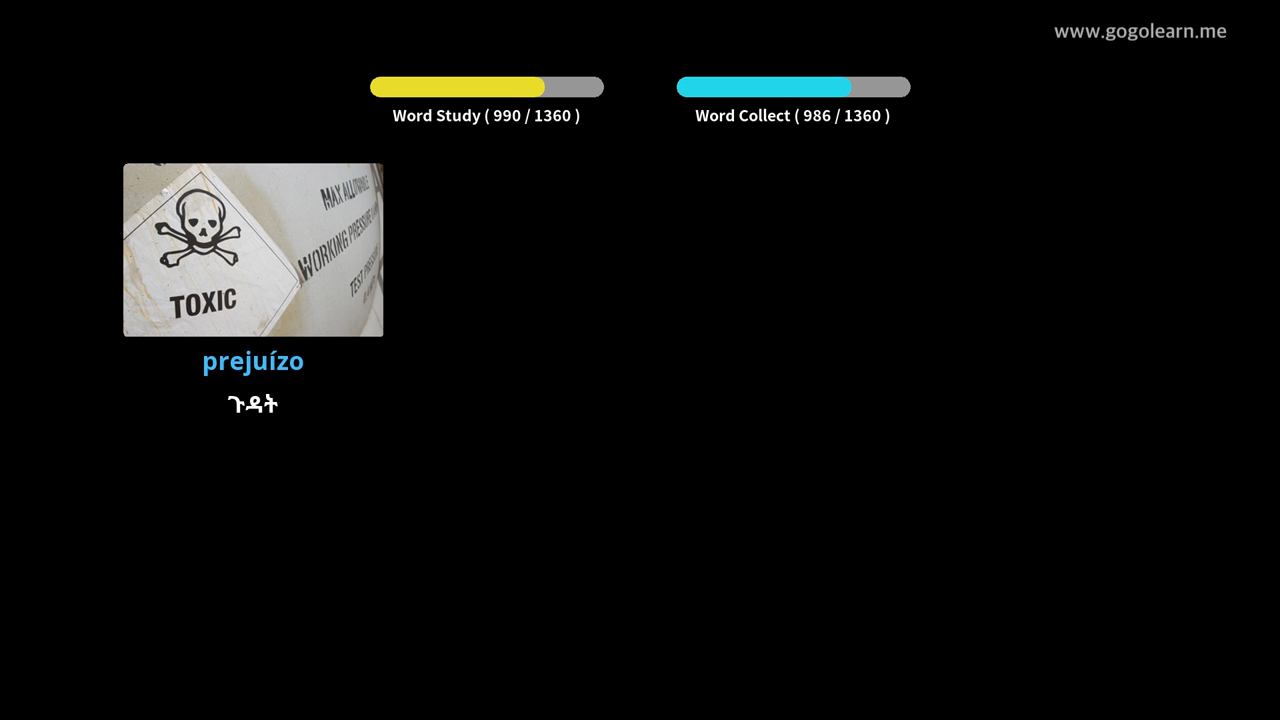 www.gogolearn.me
Word Study ( 990 / 1360 )
Word Collect ( 986 / 1360 )
MAX ALLOWABLE
WORKING PRESSURE
TEST
TOXIC
prejuízo
ጉዳት